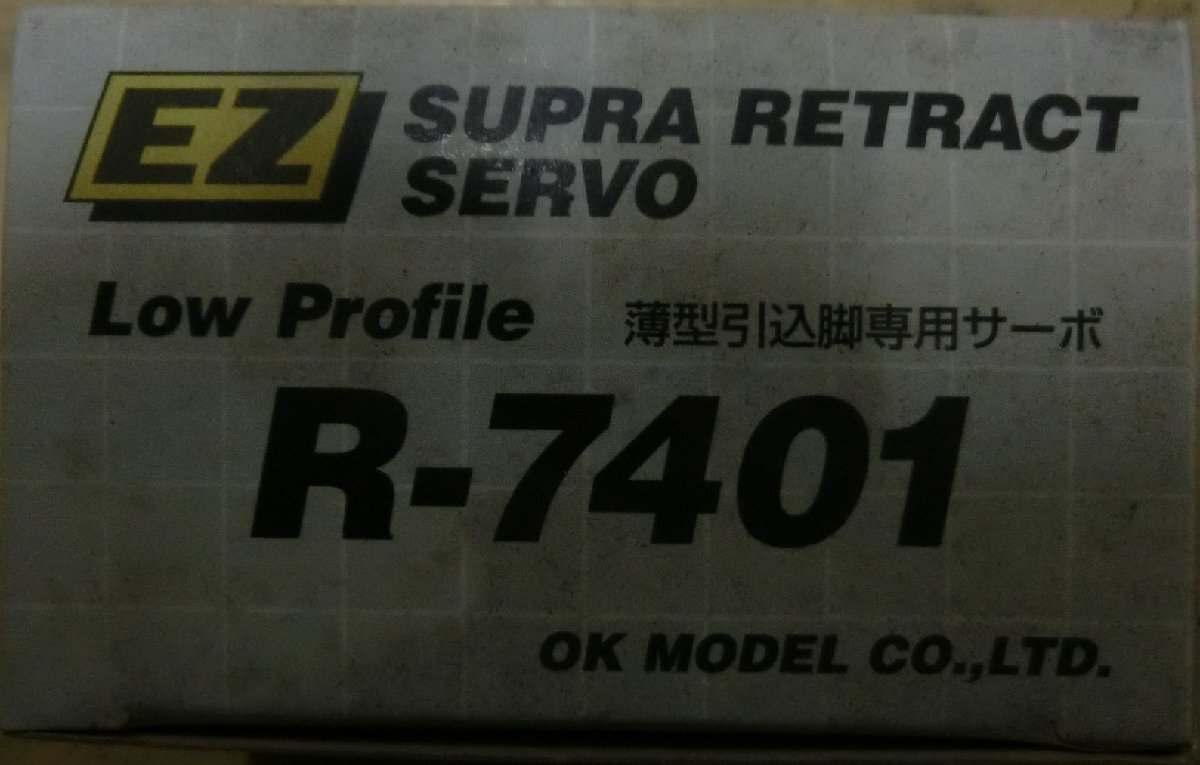 EZ SUPRA RETRACT
SERVO
Low Profile 薄型引込脚専用サーボ
R-7401
OK MODEL CO.,LTD.